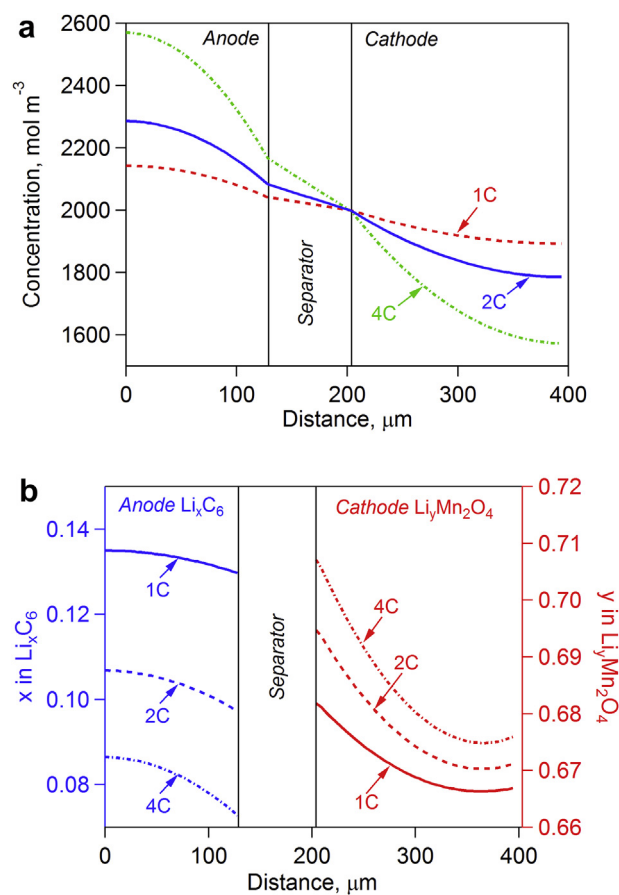 a
Anode
Cathode
Separator
1C
2C
4C
Concentration, mol m⁻³
2600
2400
2200
2000
1800
1600
0
100
200
300
400
Distance, μm
b
Anode LiₓC₆
Cathode LiᵧMn₂O₄
Separator
1C
2C
4C
4C
2C
1C
x in LiₓC₆
0.14
0.13
0.10
0.08
y in LiᵧMn₂O₄
0.72
0.71
0.70
0.69
0.68
0.67
0.66
0
100
200
300
400
Distance, μm